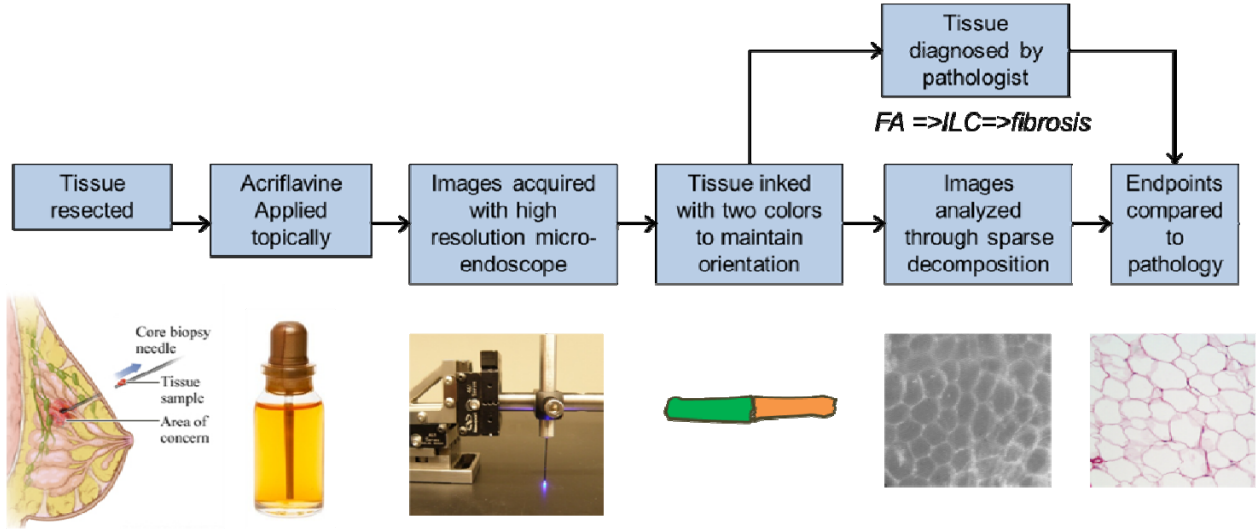 Tissue
diagnosed by
pathologist
FA =>ILC=>fibrosis
Tissue
resected
Acriflavine
Applied
topically
Images acquired
with high
resolution micro-
endoscope
Tissue inked
with two colors
to maintain
orientation
Images
analyzed
through sparse
decomposition
Endpoints
compared
to
pathology
Core biopsy
needle
Tissue
sample
Area of
concern